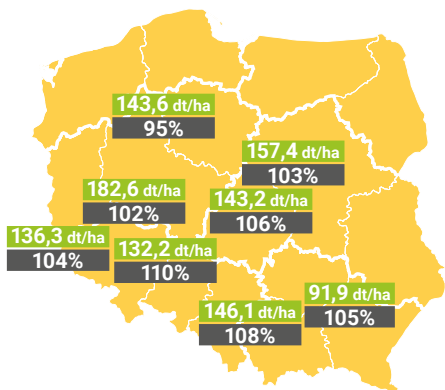 143,6 dt/ha
95%
157,4 dt/ha
103%
182,6 dt/ha
102%
143,2 dt/ha
106%
136,3 dt/ha
104%
132,2 dt/ha
110%
146,1 dt/ha
108%
91,9 dt/ha
105%